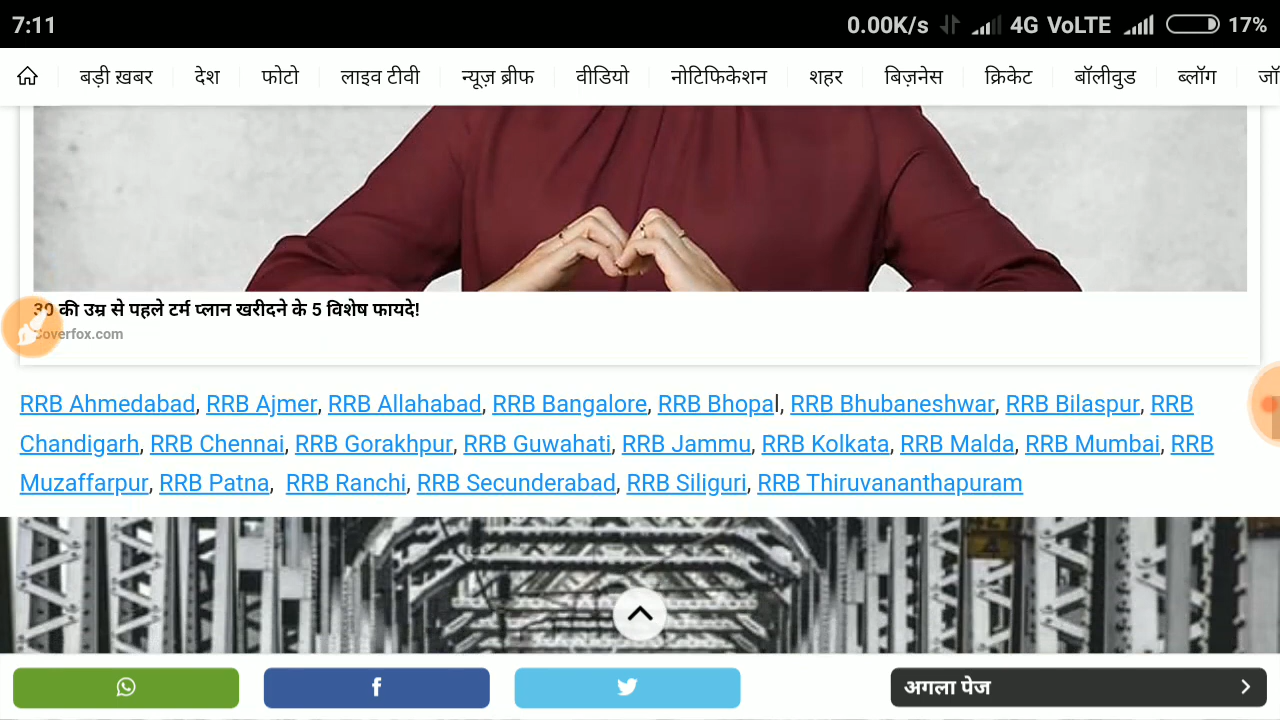 7:11 0.00K/s 4G VoLTE 17%
बड़ी ख़बर देश फोटो लाइव टीवी न्यूज़ ब्रीफ वीडियो नोटिफिकेशन शहर बिज़नेस क्रिकेट बॉलीवुड ब्लॉग जॉ
30 की उम्र से पहले टर्म प्लान खरीदने के 5 विशेष फायदे!
Coverfox.com
RRB Ahmedabad, RRB Ajmer, RRB Allahabad, RRB Bangalore, RRB Bhopal, RRB Bhubaneshwar, RRB Bilaspur, RRB
Chandigarh, RRB Chennai, RRB Gorakhpur, RRB Guwahati, RRB Jammu, RRB Kolkata, RRB Malda, RRB Mumbai, RRB
Muzaffarpur, RRB Patna, RRB Ranchi, RRB Secunderabad, RRB Siliguri, RRB Thiruvananthapuram
अगला पेज